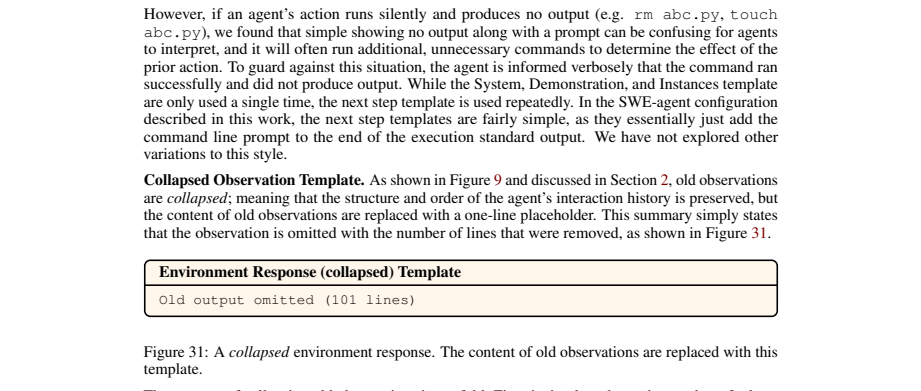 However, if an agent's action runs silently and produces no output (e.g. rm abc.py, touch
abc.py), we found that simple showing no output along with a prompt can be confusing for agents
to interpret, and it will often run additional, unnecessary commands to determine the effect of the
prior action. To guard against this situation, the agent is informed verbosely that the command ran
successfully and did not produce output. While the System, Demonstration, and Instances template
are only used a single time, the next step template is used repeatedly. In the SWE-agent configuration
described in this work, the next step templates are fairly simple, as they essentially just add the
command line prompt to the end of the execution standard output. We have not explored other
variations to this style.
Collapsed Observation Template. As shown in Figure 9 and discussed in Section 2, old observations
are collapsed; meaning that the structure and order of the agent's interaction history is preserved, but
the content of old observations are replaced with a one-line placeholder. This summary simply states
that the observation is omitted with the number of lines that were removed, as shown in Figure 31.
Environment Response (collapsed) Template
Old output omitted (101 lines)
Figure 31: A collapsed environment response. The content of old observations are replaced with this
template.